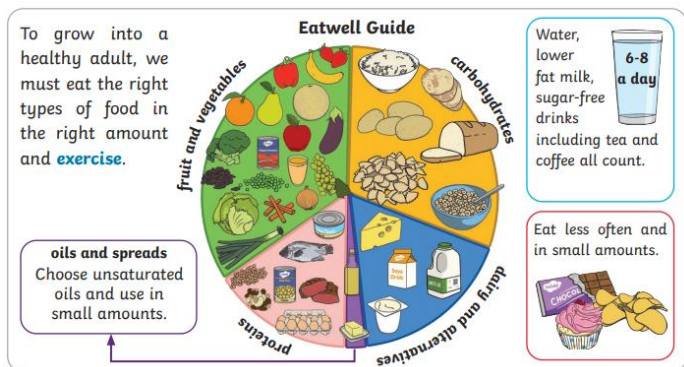 Eatwell Guide
To grow into a
healthy adult, we
must eat the right
types of food in
the right amount
and exercise.
fruit and vegetables
carbohydrates
proteins
dairy and alternatives
oils and spreads
Choose unsaturated
oils and use in
small amounts.
Water,
lower
fat milk,
sugar-free
drinks
including tea and
coffee all count.
6-8
a day
Eat less often and
in small amounts.
CHOCOL